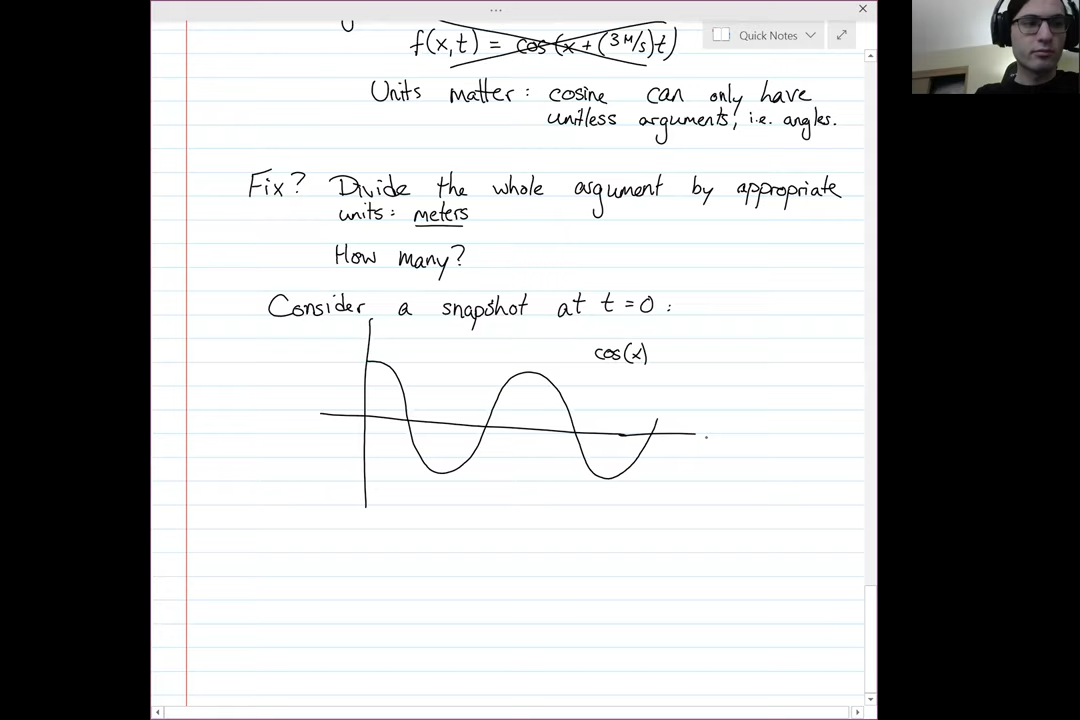 Quick Notes
f(x,t) = cos(x + (3 M/s)t)
Units matter: cosine can only have
unitless arguments, i.e. angles.
Fix? Divide the whole argument by appropriate
units: meters
How many?
Consider a snapshot at t = 0:
cos(x)